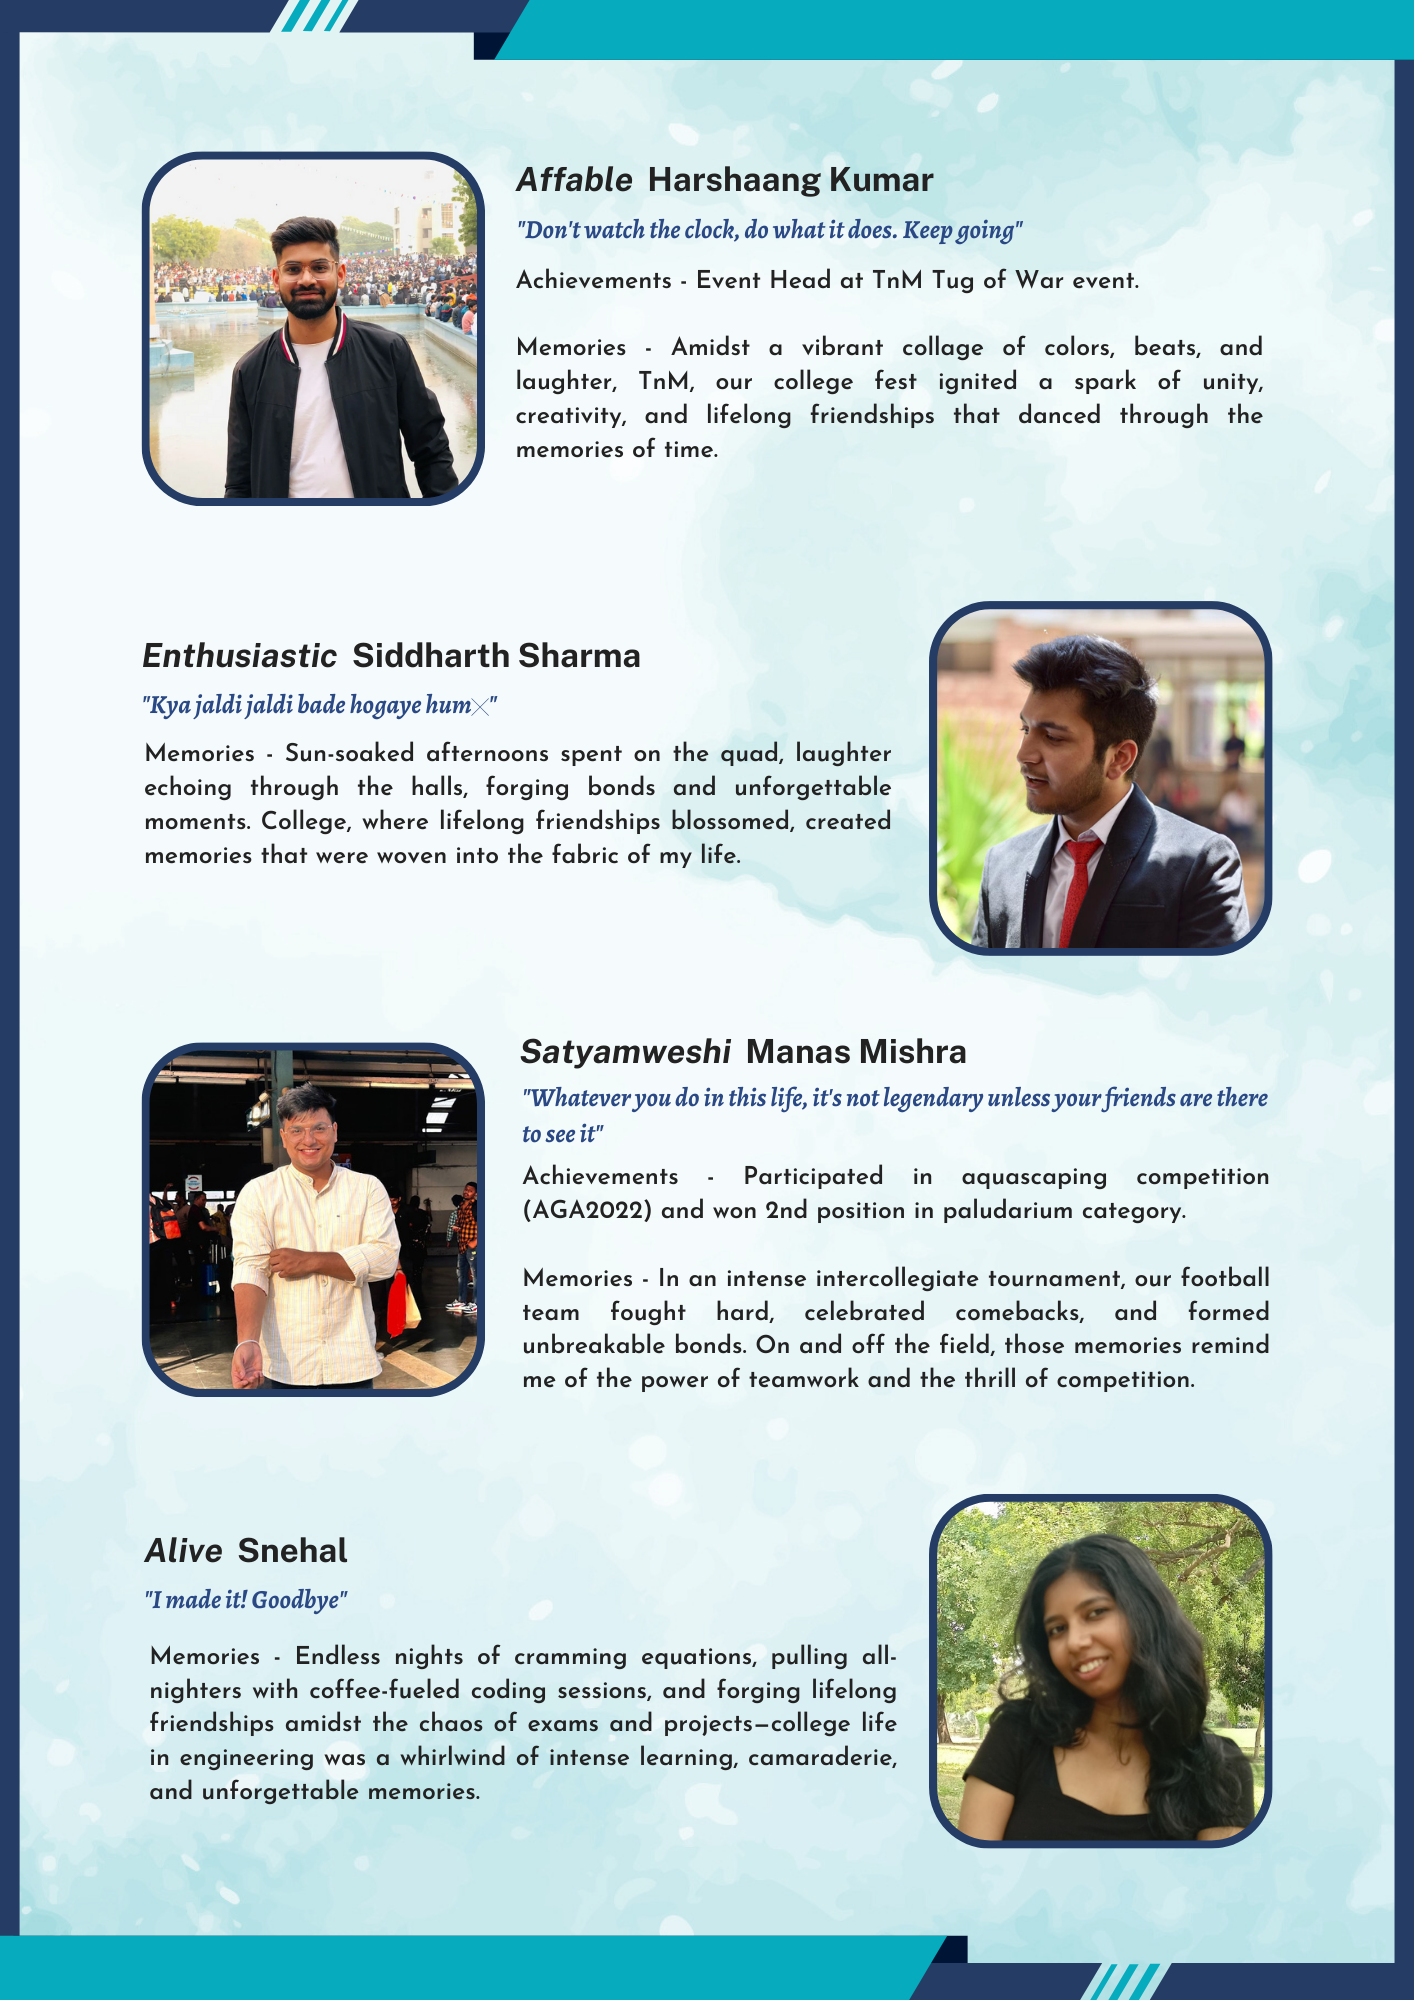 Affable Harshaang Kumar
"Don't watch the clock, do what it does. Keep going"
Achievements - Event Head at TnM Tug of War event.
Memories - Amidst a vibrant collage of colors, beats, and
laughter, TnM, our college fest ignited a spark of unity,
creativity, and lifelong friendships that danced through the
memories of time.
Enthusiastic Siddharth Sharma
"Kya jaldi jaldi bade hogaye hum"
Memories - Sun-soaked afternoons spent on the quad, laughter
echoing through the halls, forging bonds and unforgettable
moments. College, where lifelong friendships blossomed, created
memories that were woven into the fabric of my life.
Satyamweshi Manas Mishra
"Whatever you do in this life, it's not legendary unless your friends are there
to see it"
Achievements - Participated in aquascaping competition
(AGA2022) and won 2nd position in paludarium category.
Memories - In an intense intercollegiate tournament, our football
team fought hard, celebrated comebacks, and formed
unbreakable bonds. On and off the field, those memories remind
me of the power of teamwork and the thrill of competition.
Alive Snehal
"I made it! Goodbye"
Memories - Endless nights of cramming equations, pulling all-
nighters with coffee-fueled coding sessions, and forging lifelong
friendships amidst the chaos of exams and projects—college life
in engineering was a whirlwind of intense learning, camaraderie,
and unforgettable memories.